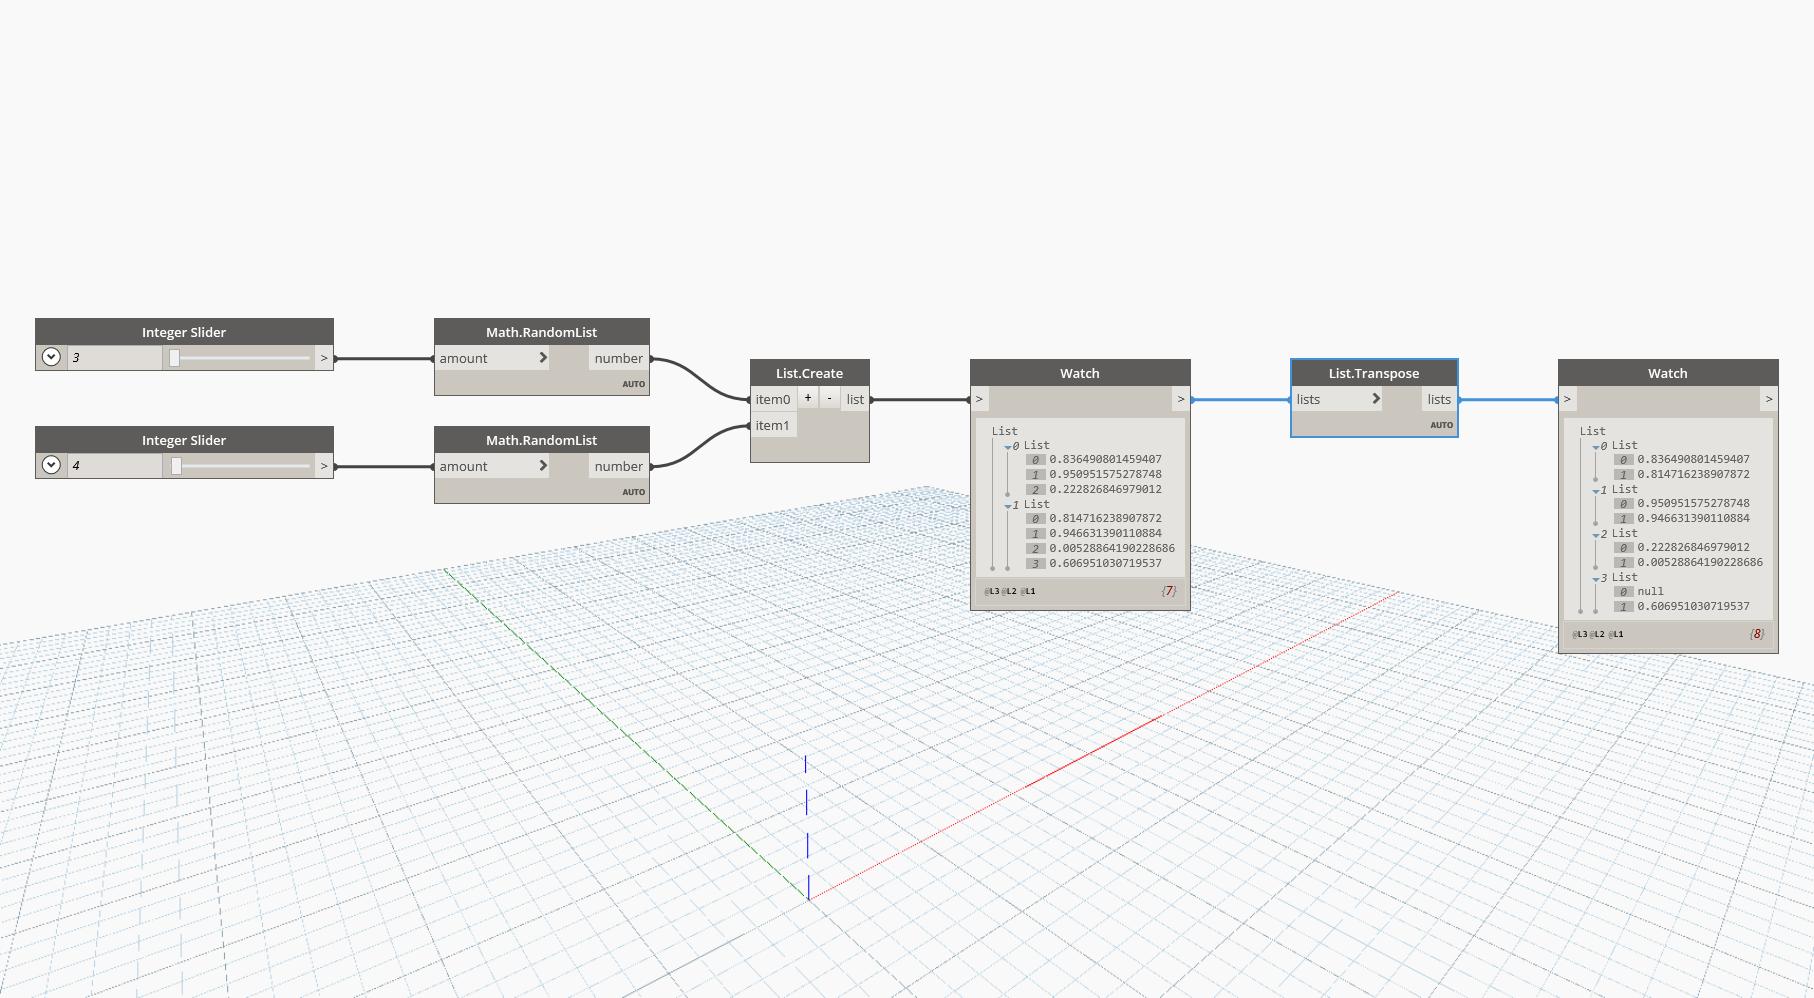 Integer Slider
3
>
Math.RandomList
amount
number
AUTO
Integer Slider
4
>
Math.RandomList
amount
number
AUTO
List.Create
item0 + - list
item1
Watch
> >
List
0 List
0 0.836490801459407
1 0.950951575278748
2 0.222826846979012
1 List
0 0.814716238907872
1 0.946631390110884
2 0.00528864190228686
3 0.606951030719537
@L3 @L2 @L1 {7}
List.Transpose
lists lists
AUTO
Watch
> >
List
0 List
0 0.836490801459407
1 0.814716238907872
1 List
0 0.950951575278748
1 0.946631390110884
2 List
0 0.222826846979012
1 0.00528864190228686
3 List
0 null
1 0.606951030719537
@L3 @L2 @L1 {8}